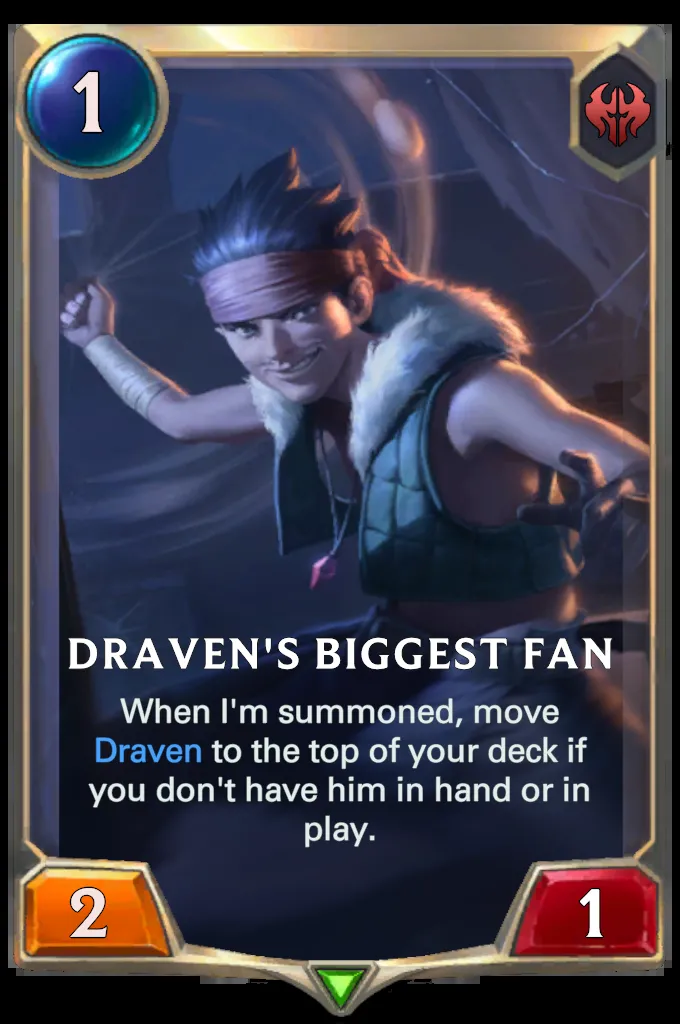 1
DRAVEN'S BIGGEST FAN
When I'm summoned, move
Draven to the top of your deck if
you don't have him in hand or in
play.
2
1